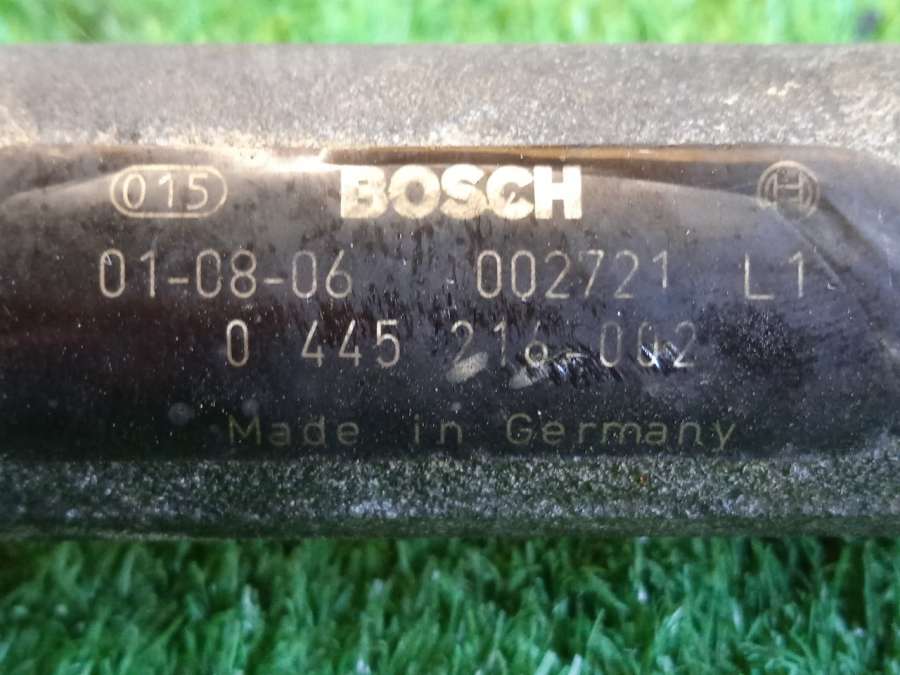 015 BOSCH H
01-08-06 002721 L1
0 445 216 002
Made in Germany